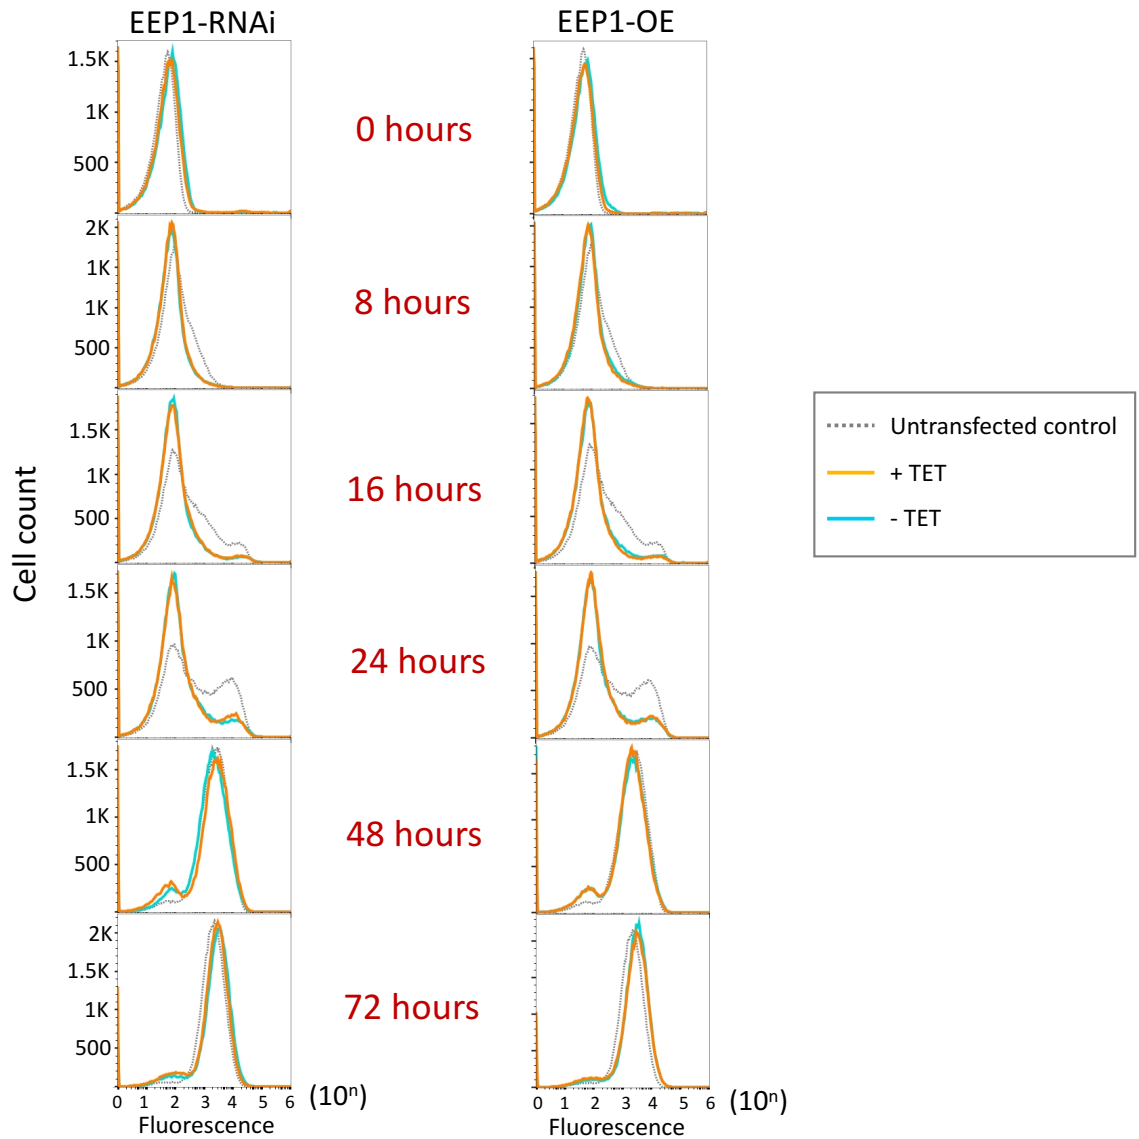 EEP1-RNAi
EEP1-OE
1.5K
1K
500
0 hours
2K
1K
1K
500
8 hours
1.5K
1K
500
16 hours
Cell count
1.5K
1K
500
24 hours
1.5K
1K
500
48 hours
2K
1.5K
1K
500
72 hours
0 1 2 3 4 5 6 (10ⁿ)
Fluorescence
0 1 2 3 4 5 6 (10ⁿ)
Fluorescence
Untransfected control
+ TET
- TET